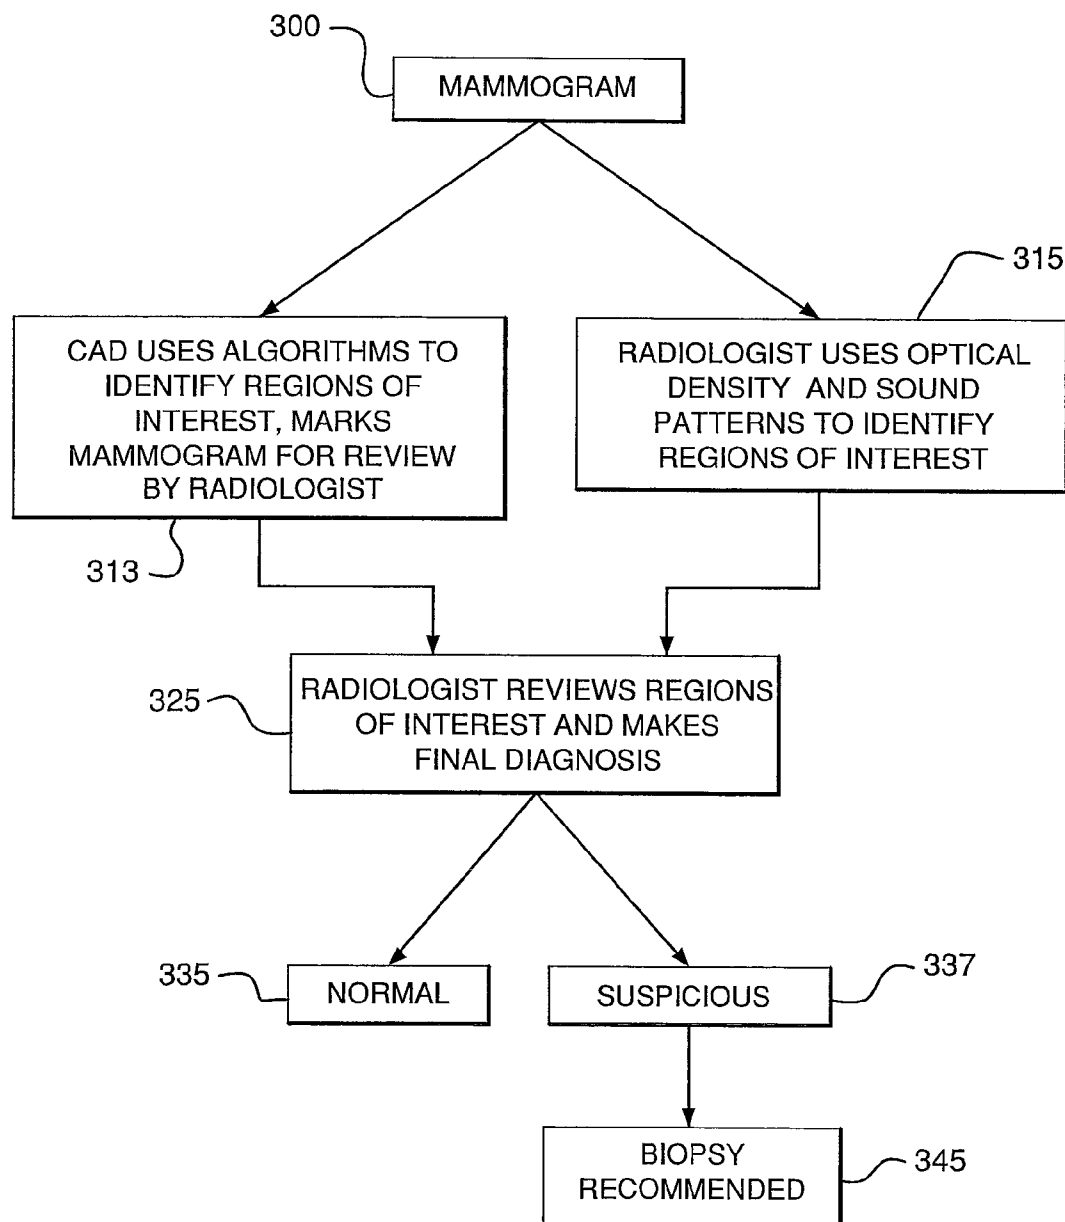 300
MAMMOGRAM
315
CAD USES ALGORITHMS TO
IDENTIFY REGIONS OF
INTEREST, MARKS
MAMMOGRAM FOR REVIEW
BY RADIOLOGIST
RADIOLOGIST USES OPTICAL
DENSITY AND SOUND
PATTERNS TO IDENTIFY
REGIONS OF INTEREST
313
325
RADIOLOGIST REVIEWS REGIONS
OF INTEREST AND MAKES
FINAL DIAGNOSIS
335
NORMAL
SUSPICIOUS
337
BIOPSY
RECOMMENDED
345